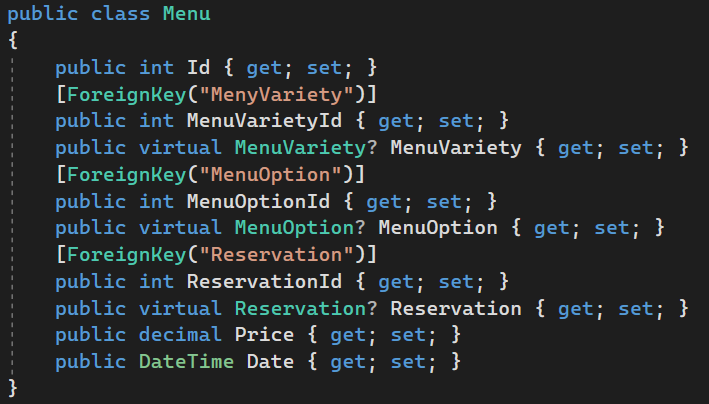 public class Menu
{
public int Id { get; set; }
[ForeignKey("MenyVariety")]
public int MenuVarietyId { get; set; }
public virtual MenuVariety? MenuVariety { get; set; }
[ForeignKey("MenuOption")]
public int MenuOptionId { get; set; }
public virtual MenuOption? MenuOption { get; set; }
[ForeignKey("Reservation")]
public int ReservationId { get; set; }
public virtual Reservation? Reservation { get; set; }
public decimal Price { get; set; }
public DateTime Date { get; set; }
}